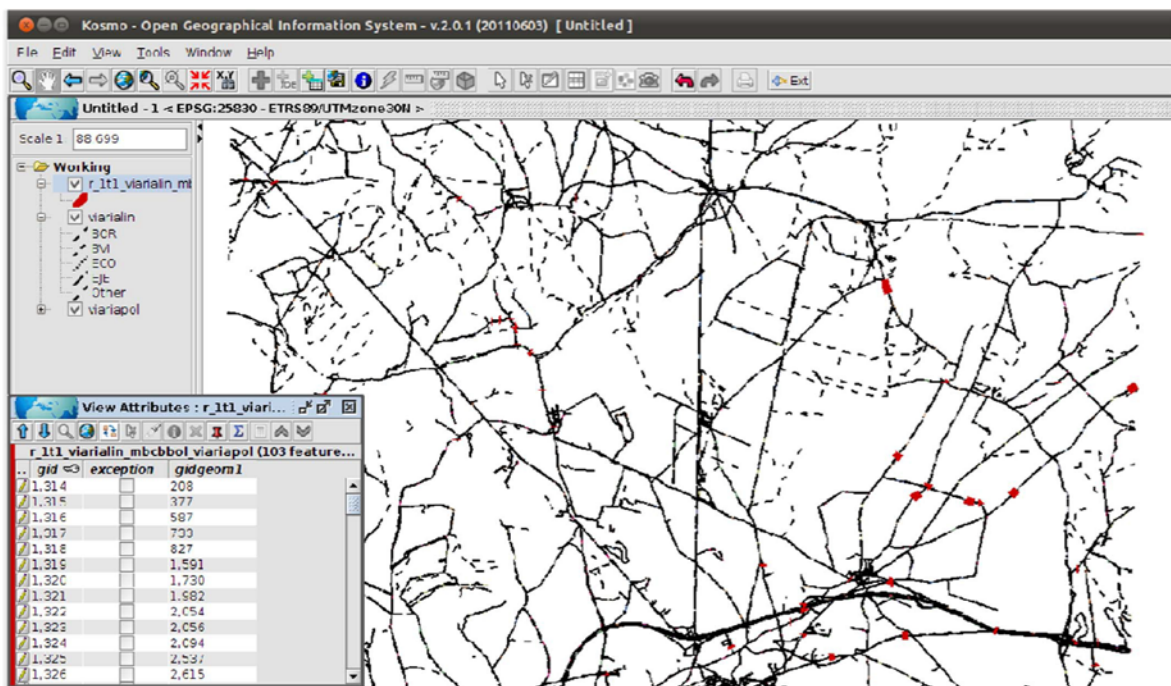 Kosmo - Open Geographical Information System - v.2.0.1 (20110603) [ Untitled ]
File Edit View Tools Window Help
Ext
Untitled - 1 < EPSG:25830 - ETRS89/UTMzone30N >
Scale 1: 88 699
Working
r_1t1_viarialin_mb
viarialin
BCR
BVI
ECO
EJE
Other
viariapol
View Attributes : r_1t1_viari...
r_1t1_viarialin_mbcbbol_viariapol (103 feature...
.. gid exception gidgeom1
1,314 208
1,315 377
1,316 587
1,317
1,318 827
1,319 1,591
1,320 1,730
1,321 1,982
1,322 2,054
1,323 2,056
1,324 2,094
1,325 2,537
1,326 2,615